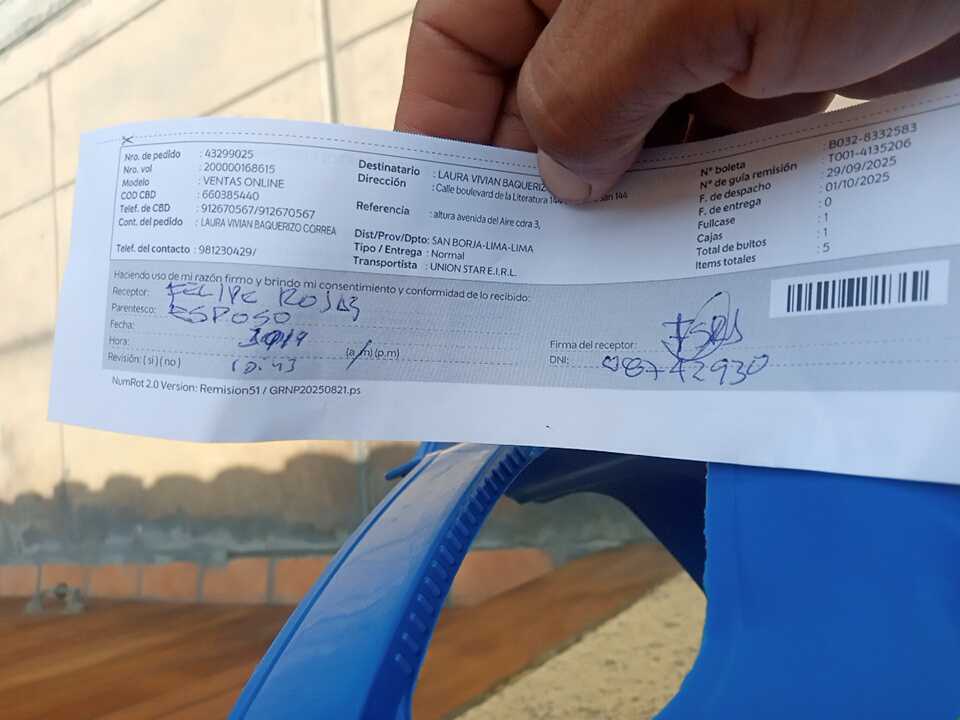 Nro. de pedido : 43299025
Nro. vol : 200000168615
Modelo : VENTAS ONLINE
COD CBD : 660385440
Telef. de CBD : 912670567/912670567
Cont. del pedido : LAURA VIVIAN BAQUERIZO CORREA
Telef. del contacto : 981230429/
Destinatario : LAURA VIVIAN BAQUERIZO
Dirección : Calle boulevard de la Literatura 144
Referencia : altura avenida del Aire cdra 3,
Dist/Prov/Dpto: SAN BORJA-LIMA-LIMA
Tipo / Entrega : Normal
Transportista : UNION STAR E.I.R.L.
N° boleta : B032-8332583
N° de guía remisión : T001-4135206
F. de despacho : 29/09/2025
F. de entrega : 01/10/2025
Fullcase : 0
Cajas : 1
Total de bultos : 1
Items totales : 5
Haciendo uso de mi razón firmo y brindo mi consentimiento y conformidad de lo recibido:
Receptor: FELIPE ROJAS
Parentesco: ESPOSO
Fecha:
Hora: (a.m) (p.m)
Revisión: ( si ) ( no )
Firma del receptor:
DNI: 08742930
NumRot 2.0 Version: Remision51 / GRNP20250821.ps